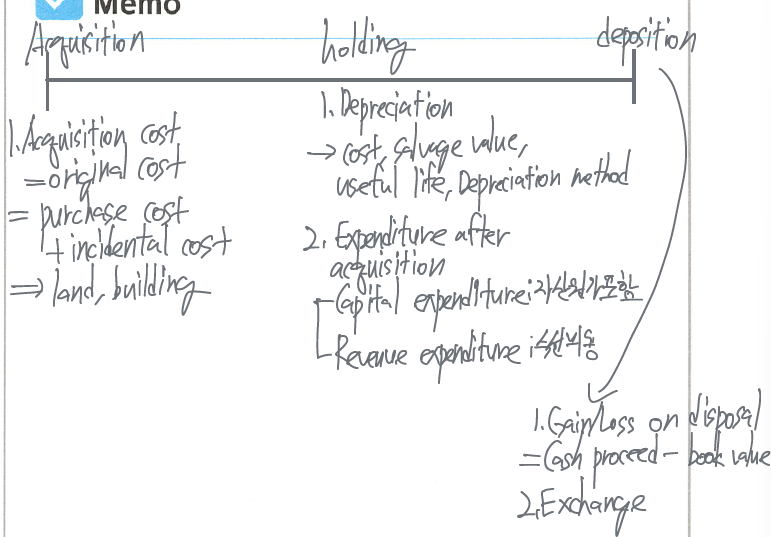 Memo
Acquisition holding deposition
1. Acquisition cost
= original cost
= purchase cost
+ incidental cost
⇒ land, building
1. Depreciation
→ cost, salvage value,
useful life, Depreciation method
2. Expenditure after
acquisition
Capital expenditure : 자산원가포함
Revenue expenditure : 수선비용
1. Gain/Loss on disposal
= Cash proceed - book value
2. Exchange